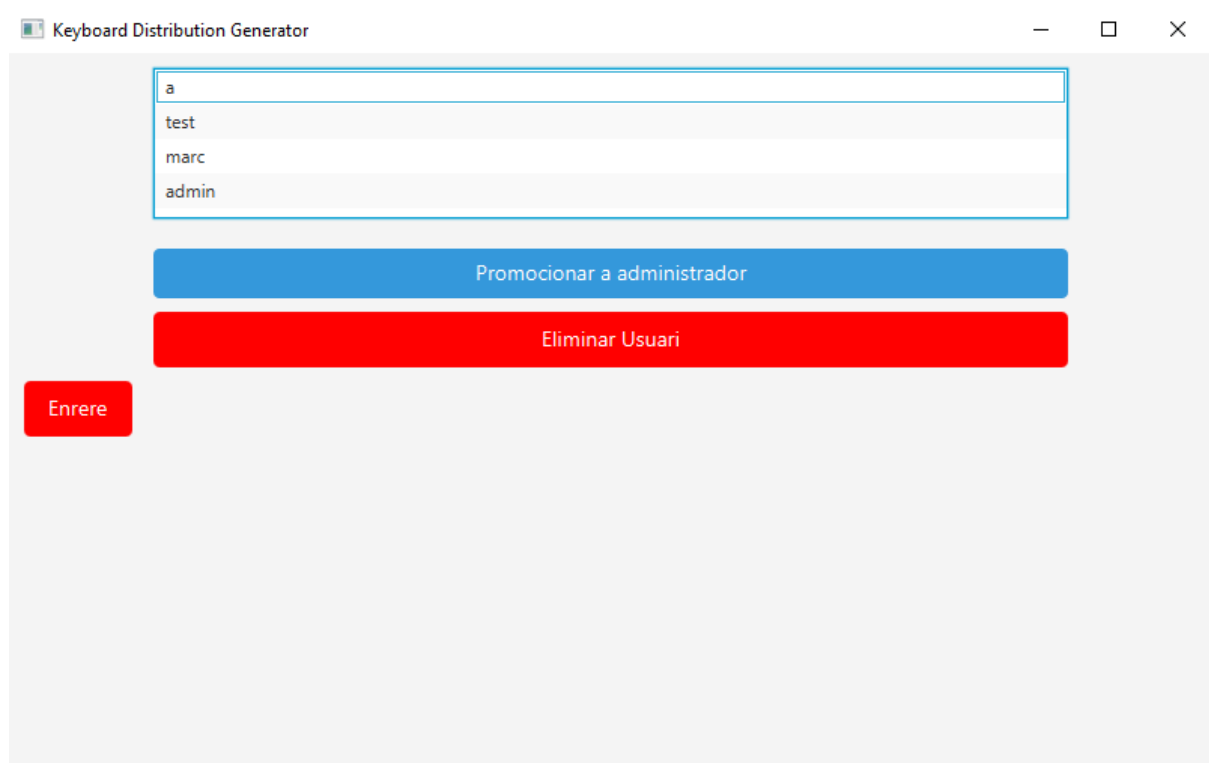 Keyboard Distribution Generator
a
test
marc
admin
Promocionar a administrador
Eliminar Usuari
Enrere